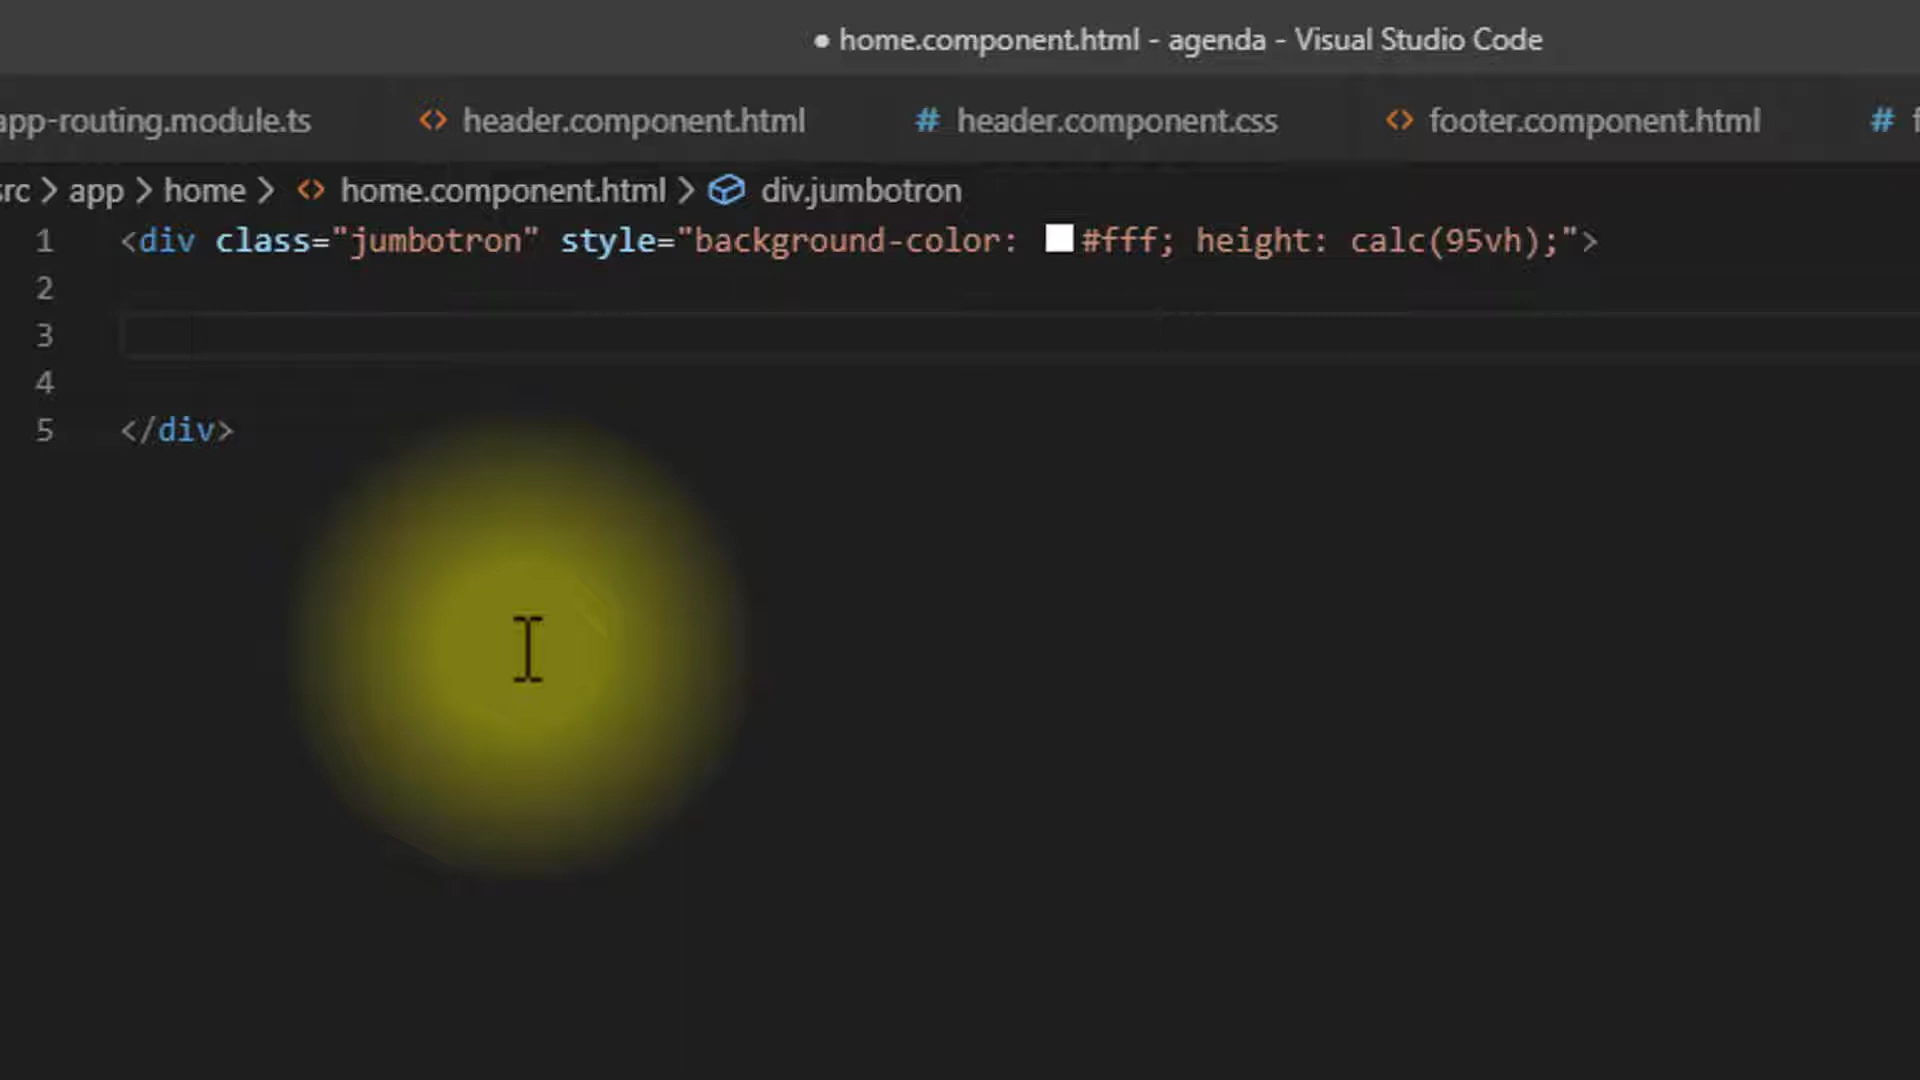 ● home.component.html - agenda - Visual Studio Code
app-routing.module.ts <> header.component.html # header.component.css <> footer.component.html #
src > app > home > <> home.component.html > div.jumbotron
1 <div class="jumbotron" style="background-color: #fff; height: calc(95vh);">
2
3
4
5 </div>